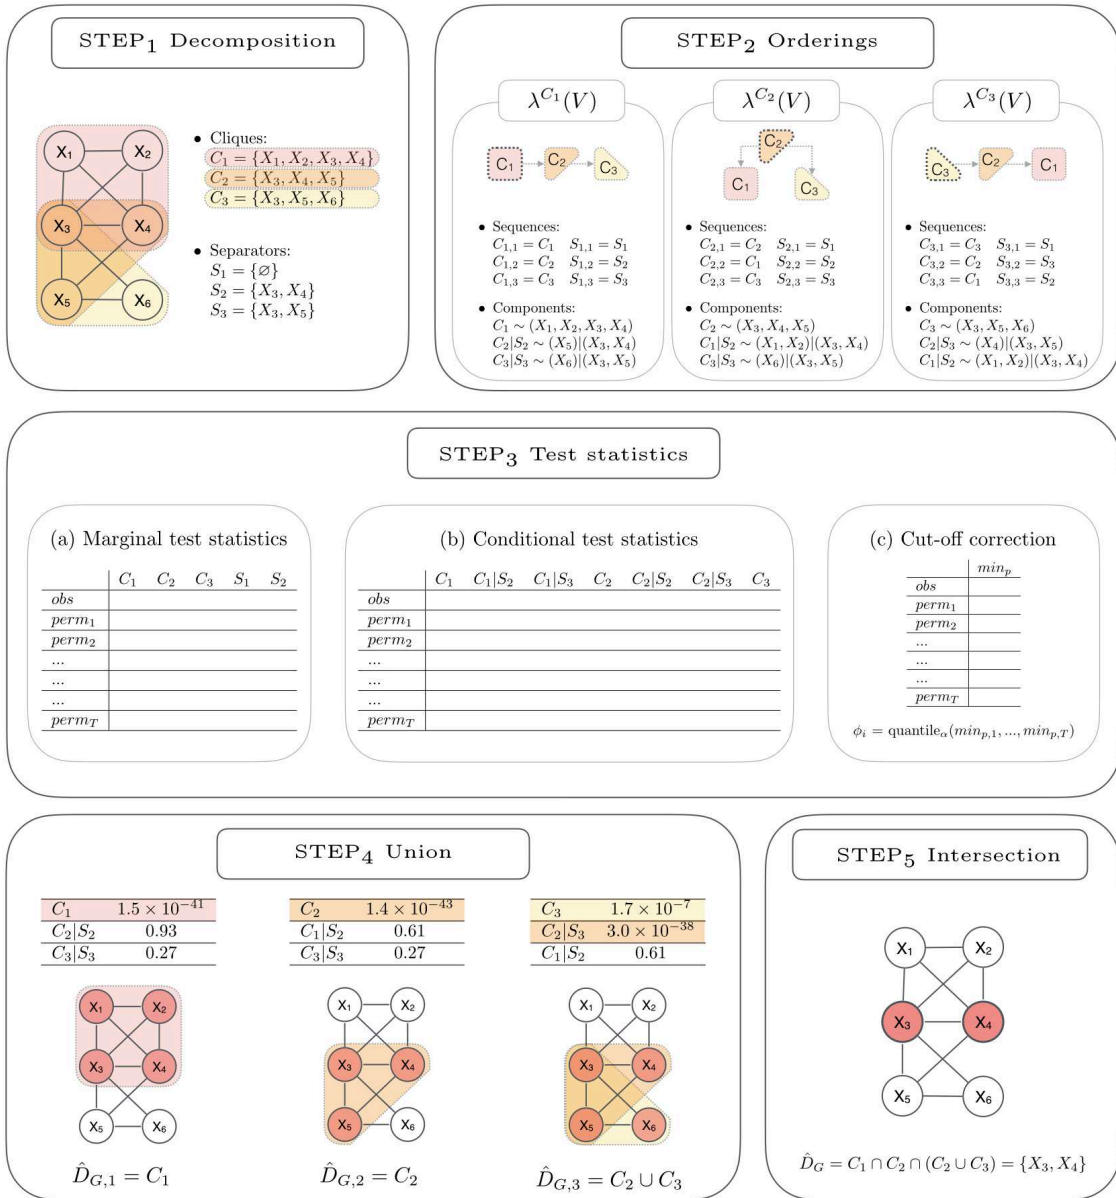 STEP₁ Decomposition
X₁ X₂
X₃ X₄
X₅ X₆
• Cliques:
C₁ = {X₁, X₂, X₃, X₄}
C₂ = {X₃, X₄, X₅}
C₃ = {X₃, X₅, X₆}
• Separators:
S₁ = {∅}
S₂ = {X₃, X₄}
S₃ = {X₃, X₅}
STEP₂ Orderings
λ^{C₁}(V)
C₁ C₂ C₃
• Sequences:
C₁,₁ = C₁ S₁,₁ = S₁
C₁,₂ = C₂ S₁,₂ = S₂
C₁,₃ = C₃ S₁,₃ = S₃
• Components:
C₁ ∼ (X₁, X₂, X₃, X₄)
C₂|S₂ ∼ (X₅)|(X₃, X₄)
C₃|S₃ ∼ (X₆)|(X₃, X₅)
λ^{C₂}(V)
C₂
C₁ C₃
• Sequences:
C₂,₁ = C₂ S₂,₁ = S₁
C₂,₂ = C₁ S₂,₂ = S₂
C₂,₃ = C₃ S₂,₃ = S₃
• Components:
C₂ ∼ (X₃, X₄, X₅)
C₁|S₂ ∼ (X₁, X₂)|(X₃, X₄)
C₃|S₃ ∼ (X₆)|(X₃, X₅)
λ^{C₃}(V)
C₃ C₂ C₁
• Sequences:
C₃,₁ = C₃ S₃,₁ = S₁
C₃,₂ = C₂ S₃,₂ = S₃
C₃,₃ = C₁ S₃,₃ = S₂
• Components:
C₃ ∼ (X₃, X₅, X₆)
C₂|S₃ ∼ (X₄)|(X₃, X₅)
C₁|S₂ ∼ (X₁, X₂)|(X₃, X₄)
STEP₃ Test statistics
(a) Marginal test statistics
C₁ C₂ C₃ S₁ S₂
obs
perm₁
perm₂
...
...
...
perm_T
(b) Conditional test statistics
C₁ C₁|S₂ C₁|S₃ C₂ C₂|S₂ C₂|S₃ C₃
obs
perm₁
perm₂
...
...
...
perm_T
(c) Cut-off correction
min_p
obs
perm₁
perm₂
...
...
...
perm_T
ϕᵢ = quantile_α(min_{p,1}, ..., min_{p,T})
STEP₄ Union
C₁ 1.5 × 10⁻⁴¹
C₂|S₂ 0.93
C₃|S₃ 0.27
X₁ X₂
X₃ X₄
X₅ X₆
D̂_{G,1} = C₁
C₂ 1.4 × 10⁻⁴³
C₁|S₂ 0.61
C₃|S₃ 0.27
X₁ X₂
X₃ X₄
X₅ X₆
D̂_{G,2} = C₂
C₃ 1.7 × 10⁻⁷
C₂|S₃ 3.0 × 10⁻³⁸
C₁|S₂ 0.61
X₁ X₂
X₃ X₄
X₅ X₆
D̂_{G,3} = C₂ ∪ C₃
STEP₅ Intersection
X₁ X₂
X₃ X₄
X₅ X₆
D̂_G = C₁ ∩ C₂ ∩ (C₂ ∪ C₃) = {X₃, X₄}